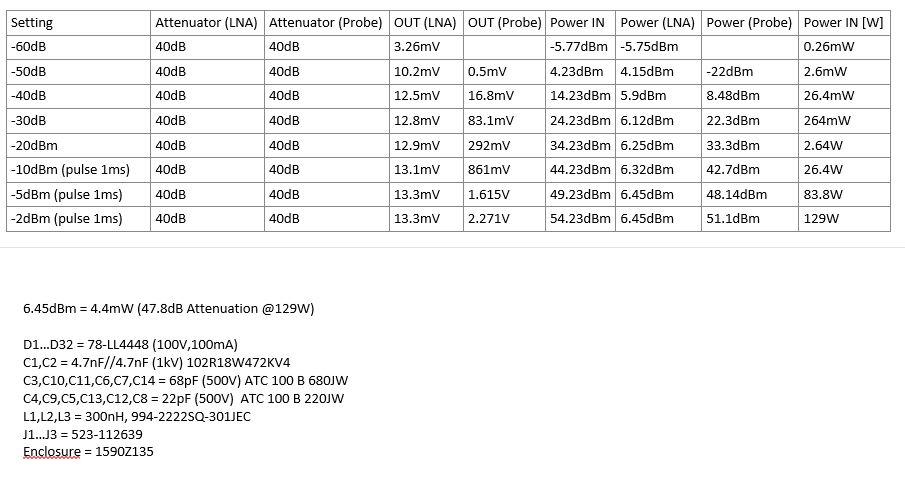 Setting Attenuator (LNA) Attenuator (Probe) OUT (LNA) OUT (Probe) Power IN Power (LNA) Power (Probe) Power IN [W]
-60dB 40dB 40dB 3.26mV -5.77dBm -5.75dBm 0.26mW
-50dB 40dB 40dB 10.2mV 0.5mV 4.23dBm 4.15dBm -22dBm 2.6mW
-40dB 40dB 40dB 12.5mV 16.8mV 14.23dBm 5.9dBm 8.48dBm 26.4mW
-30dB 40dB 40dB 12.8mV 83.1mV 24.23dBm 6.12dBm 22.3dBm 264mW
-20dBm 40dB 40dB 12.9mV 292mV 34.23dBm 6.25dBm 33.3dBm 2.64W
-10dBm (pulse 1ms) 40dB 40dB 13.1mV 861mV 44.23dBm 6.32dBm 42.7dBm 26.4W
-5dBm (pulse 1ms) 40dB 40dB 13.3mV 1.615V 49.23dBm 6.45dBm 48.14dBm 83.8W
-2dBm (pulse 1ms) 40dB 40dB 13.3mV 2.271V 54.23dBm 6.45dBm 51.1dBm 129W
6.45dBm = 4.4mW (47.8dB Attenuation @129W)
D1...D32 = 78-LL4448 (100V,100mA)
C1,C2 = 4.7nF//4.7nF (1kV) 102R18W472KV4
C3,C10,C11,C6,C7,C14 = 68pF (500V) ATC 100 B 680JW
C4,C9,C5,C13,C12,C8 = 22pF (500V) ATC 100 B 220JW
L1,L2,L3 = 300nH, 994-2222SQ-301JEC
J1...J3 = 523-112639
Enclosure = 1590Z135